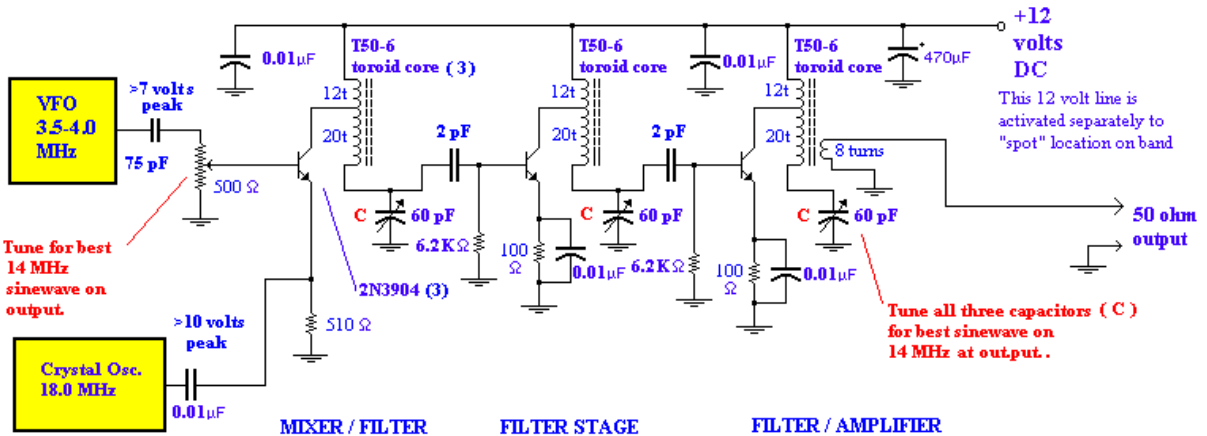 +12
volts
DC
This 12 volt line is
activated separately to
"spot" location on band
0.01µF
T50-6
toroid core ( 3 )
T50-6
toroid core
0.01µF
T50-6
toroid core
+
470µF
12t
20t
12t
20t
12t
20t
8 turns
VFO
3.5-4.0
MHz
>7 volts
peak
75 pF
500 Ω
2 pF
2 pF
C
60 pF
C
60 pF
C
60 pF
50 ohm
output
Tune for best
14 MHz
sinewave on
output.
6.2KΩ
100
Ω
0.01µF
6.2KΩ
100
Ω
0.01µF
2N3904 (3)
510 Ω
Tune all three capacitors ( C )
for best sinewave on
14 MHz at output..
>10 volts
peak
Crystal Osc.
18.0 MHz
0.01µF
MIXER / FILTER
FILTER STAGE
FILTER / AMPLIFIER